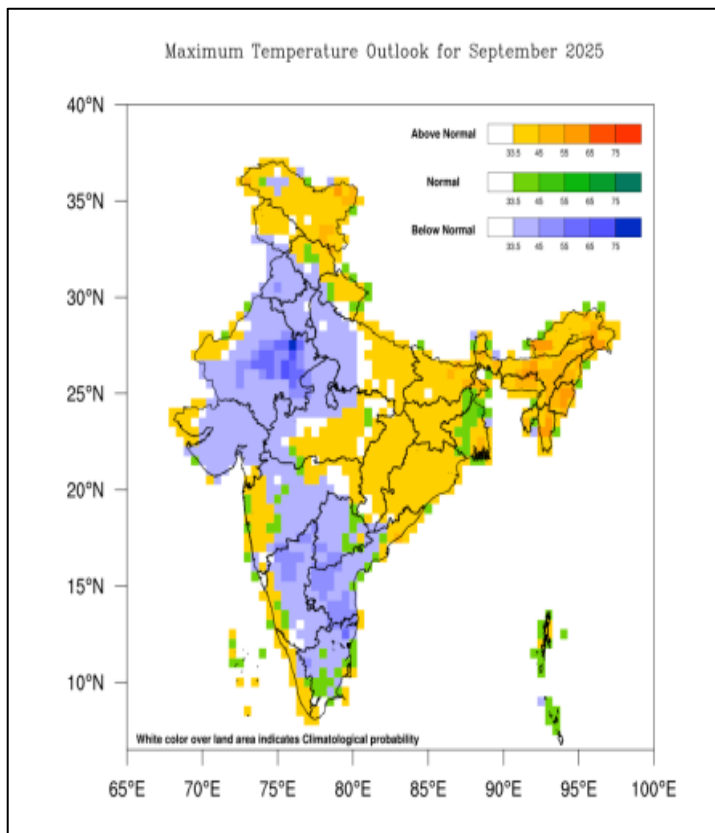 Maximum Temperature Outlook for September 2025
40°N
35°N
30°N
25°N
20°N
15°N
10°N
Above Normal
33.5 45 55 65 75
Normal
33.5 45 55 65 75
Below Normal
33.5 45 55 65 75
White color over land area indicates Climatological probability
65°E 70°E 75°E 80°E 85°E 90°E 95°E 100°E